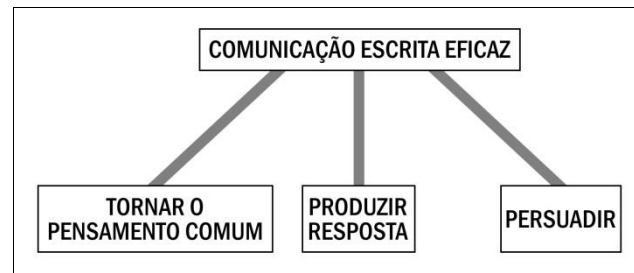 COMUNICAÇÃO ESCRITA EFICAZ
TORNAR O
PENSAMENTO COMUM
PRODUZIR
RESPOSTA
PERSUADIR